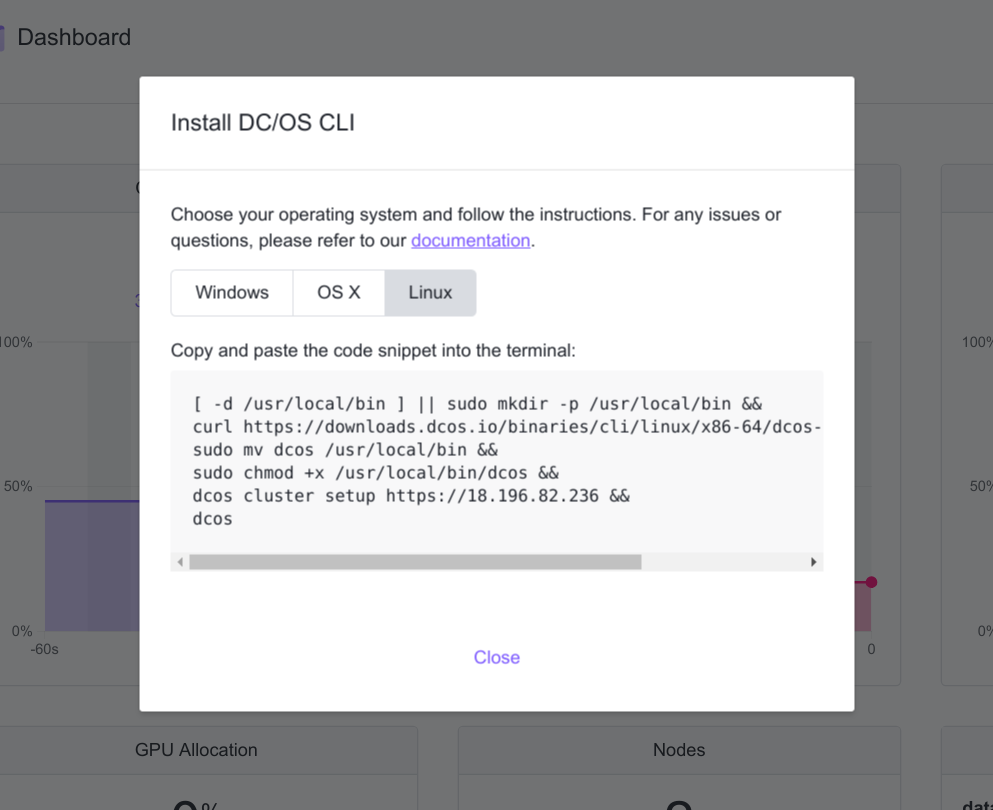 Dashboard
Install DC/OS CLI
Choose your operating system and follow the instructions. For any issues or
questions, please refer to our documentation.
Windows
OS X
Linux
Copy and paste the code snippet into the terminal:
[ -d /usr/local/bin ] || sudo mkdir -p /usr/local/bin &&
curl https://downloads.dcos.io/binaries/cli/linux/x86-64/dcos-
sudo mv dcos /usr/local/bin &&
sudo chmod +x /usr/local/bin/dcos &&
dcos cluster setup https://18.196.82.236 &&
dcos
Close
100%
50%
0%
-60s
0
100%
50%
0%
GPU Allocation
Nodes